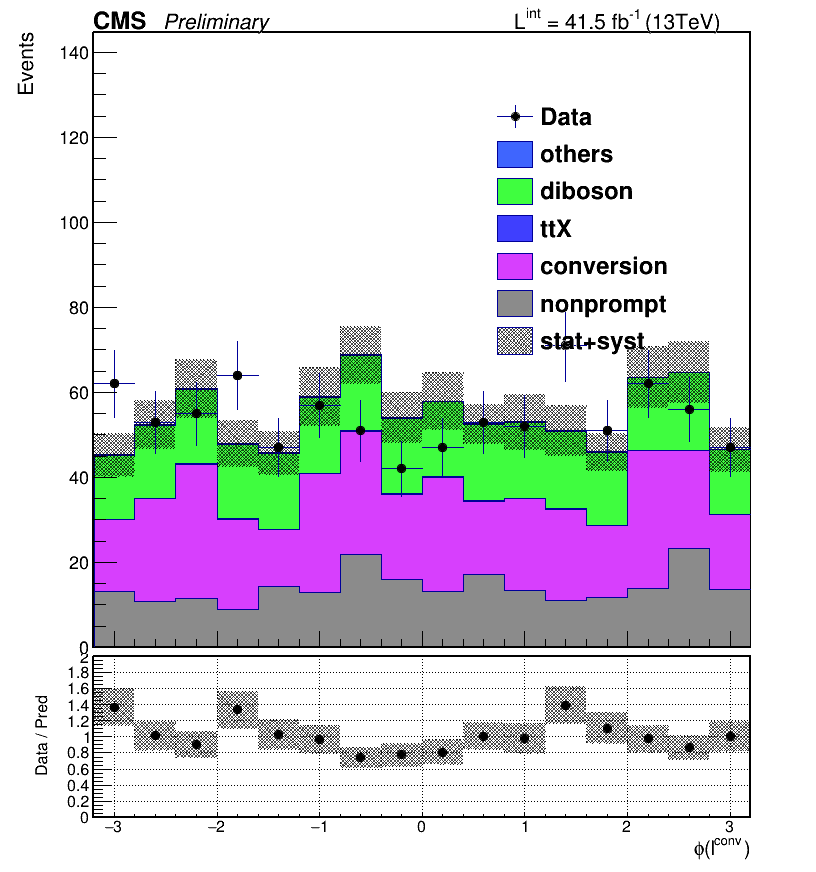 CMS Preliminary L^int = 41.5 fb^-1 (13TeV)
Events
140
120
100
80
60
40
20
0
Data
others
diboson
ttX
conversion
nonprompt
stat+syst
Data / Pred
2
1.8
1.6
1.4
1.2
1
0.8
0.6
0.4
0.2
0
−3 −2 −1 0 1 2 3
ϕ(l^conv)